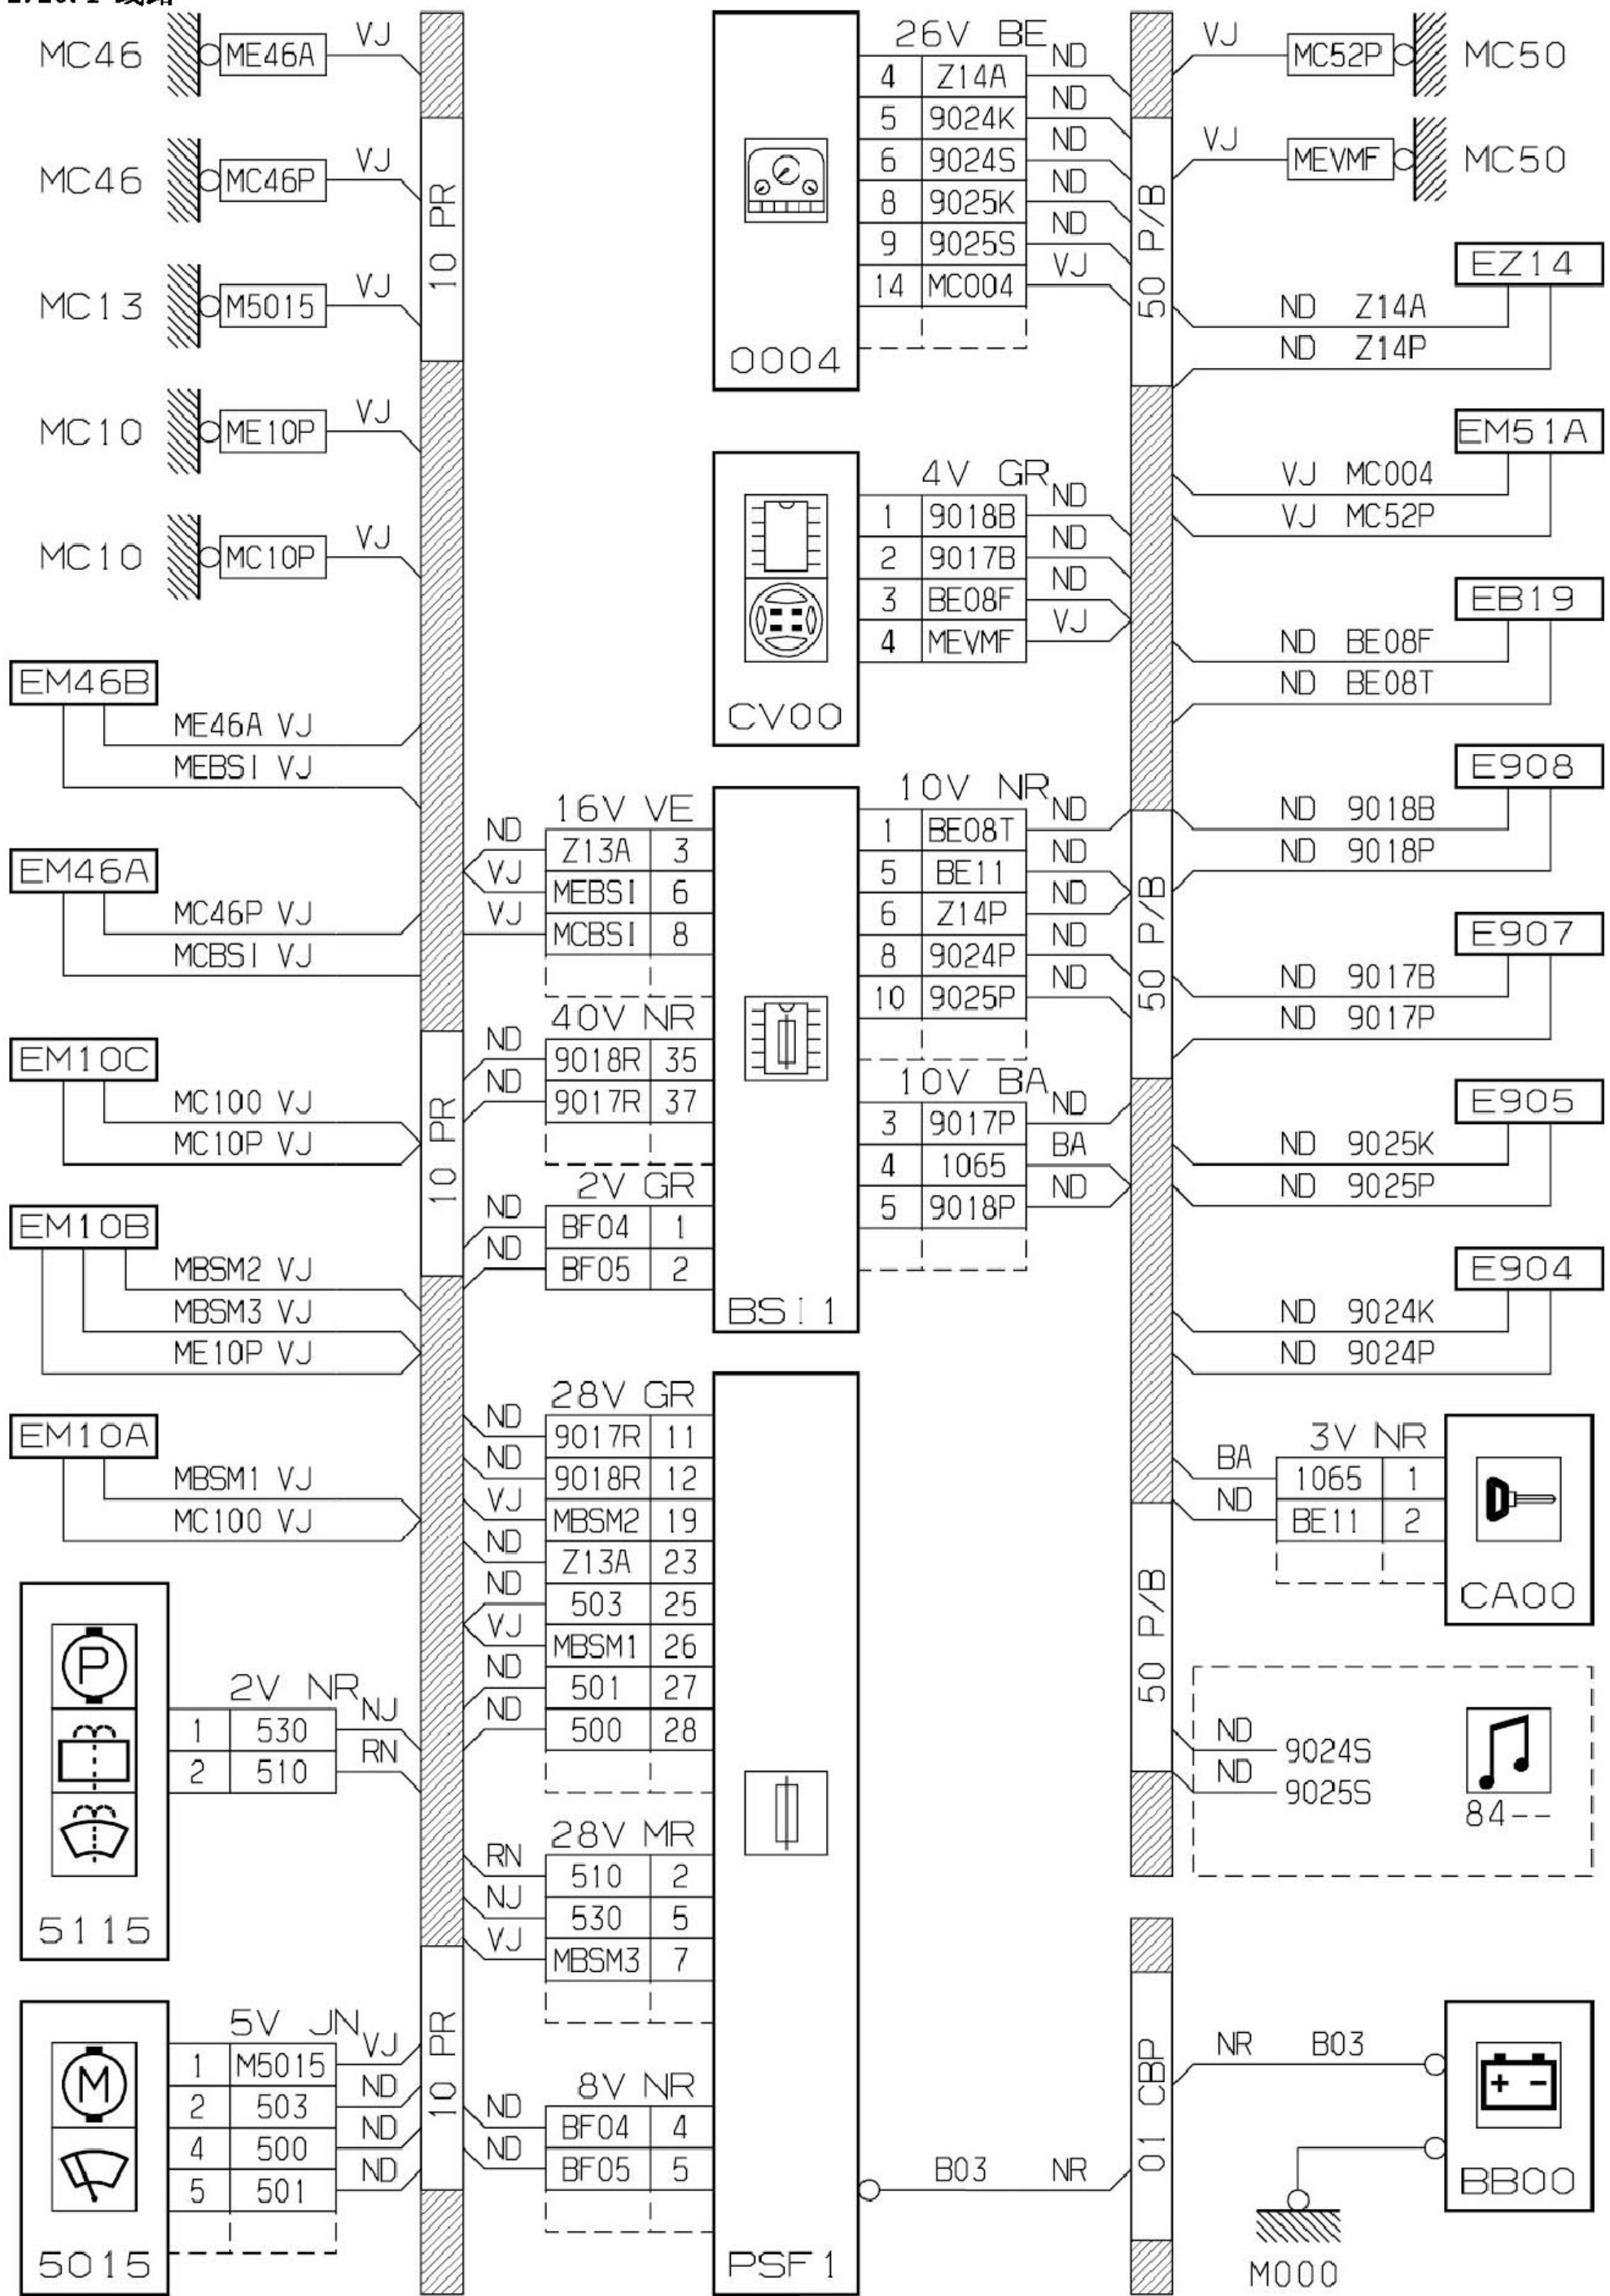 MC46 ME46A VJ
MC46 MC46P VJ
10 PR
MC13 M5015 VJ
MC10 ME10P VJ
MC10 MC10P VJ
EM46B
ME46A VJ
MEBSI VJ
EM46A
MC46P VJ
MCBSI VJ
EM10C
MC100 VJ
MC10P VJ
10 PR
EM10B
MBSM2 VJ
MBSM3 VJ
ME10P VJ
EM10A
MBSM1 VJ
MC100 VJ
P
2V NR
1 530 NJ
2 510 RN
5115
5V JN
1 M5015 VJ
2 503 ND
4 500 ND
5 501 ND
M
5015
10 PR
26V BE
4 Z14A ND
5 9024K ND
6 9024S ND
8 9025K ND
9 9025S ND
14 MC004 VJ
0004
4V GR
1 9018B ND
2 9017B ND
3 BE08F ND
4 MEVMF VJ
CV00
16V VE
ND Z13A 3
VJ MEBSI 6
VJ MCBSI 8
40V NR
ND 9018R 35
ND 9017R 37
2V GR
ND BF04 1
ND BF05 2
BSI1
10V NR
1 BE08T ND
5 BE11 ND
6 Z14P ND
8 9024P ND
10 9025P ND
10V BA
3 9017P ND
4 1065 BA
5 9018P ND
28V GR
ND 9017R 11
ND 9018R 12
VJ MBSM2 19
ND Z13A 23
ND 503 25
VJ MBSM1 26
ND 501 27
ND 500 28
28V MR
RN 510 2
NJ 530 5
VJ MBSM3 7
8V NR
ND BF04 4
ND BF05 5
PSF1
B03 NR
VJ MC52P MC50
VJ MEVMF MC50
50 P/B
EZ14
ND Z14A
ND Z14P
EM51A
VJ MC004
VJ MC52P
EB19
ND BE08F
ND BE08T
E908
ND 9018B
ND 9018P
50 P/B
E907
ND 9017B
ND 9017P
E905
ND 9025K
ND 9025P
E904
ND 9024K
ND 9024P
3V NR
BA 1065 1
ND BE11 2
CA00
50 P/B
ND 9024S
ND 9025S
84--
01 CBP
NR B03
+ -
BB00
M000